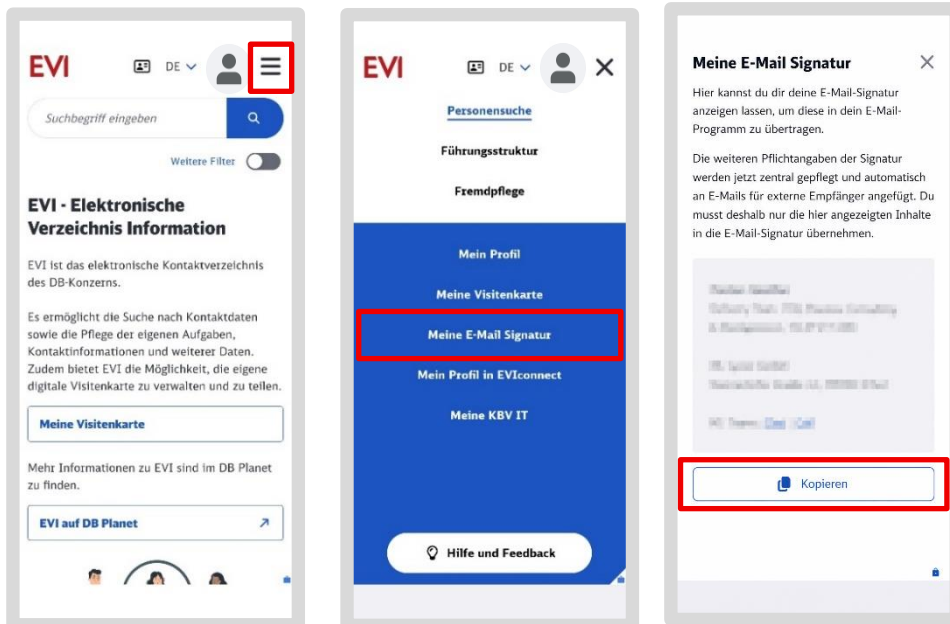 EVI
DE
Suchbegriff eingeben
Weitere Filter
EVI - Elektronische
Verzeichnis Information
EVI ist das elektronische Kontaktverzeichnis
des DB-Konzerns.
Es ermöglicht die Suche nach Kontaktdaten
sowie die Pflege der eigenen Aufgaben,
Kontaktinformationen und weiterer Daten.
Zudem bietet EVI die Möglichkeit, die eigene
digitale Visitenkarte zu verwalten und zu teilen.
Meine Visitenkarte
Mehr Informationen zu EVI sind im DB Planet
zu finden.
EVI auf DB Planet
EVI
DE
Personensuche
Führungsstruktur
Fremdpflege
Mein Profil
Meine Visitenkarte
Meine E-Mail Signatur
Mein Profil in EVIconnect
Meine KBV IT
Hilfe und Feedback
Meine E-Mail Signatur
Hier kannst du dir deine E-Mail-Signatur
anzeigen lassen, um diese in dein E-Mail-
Programm zu übertragen.
Die weiteren Pflichtangaben der Signatur
werden jetzt zentral gepflegt und automatisch
an E-Mails für externe Empfänger angefügt. Du
musst deshalb nur die hier angezeigten Inhalte
in die E-Mail-Signatur übernehmen.
Kopieren